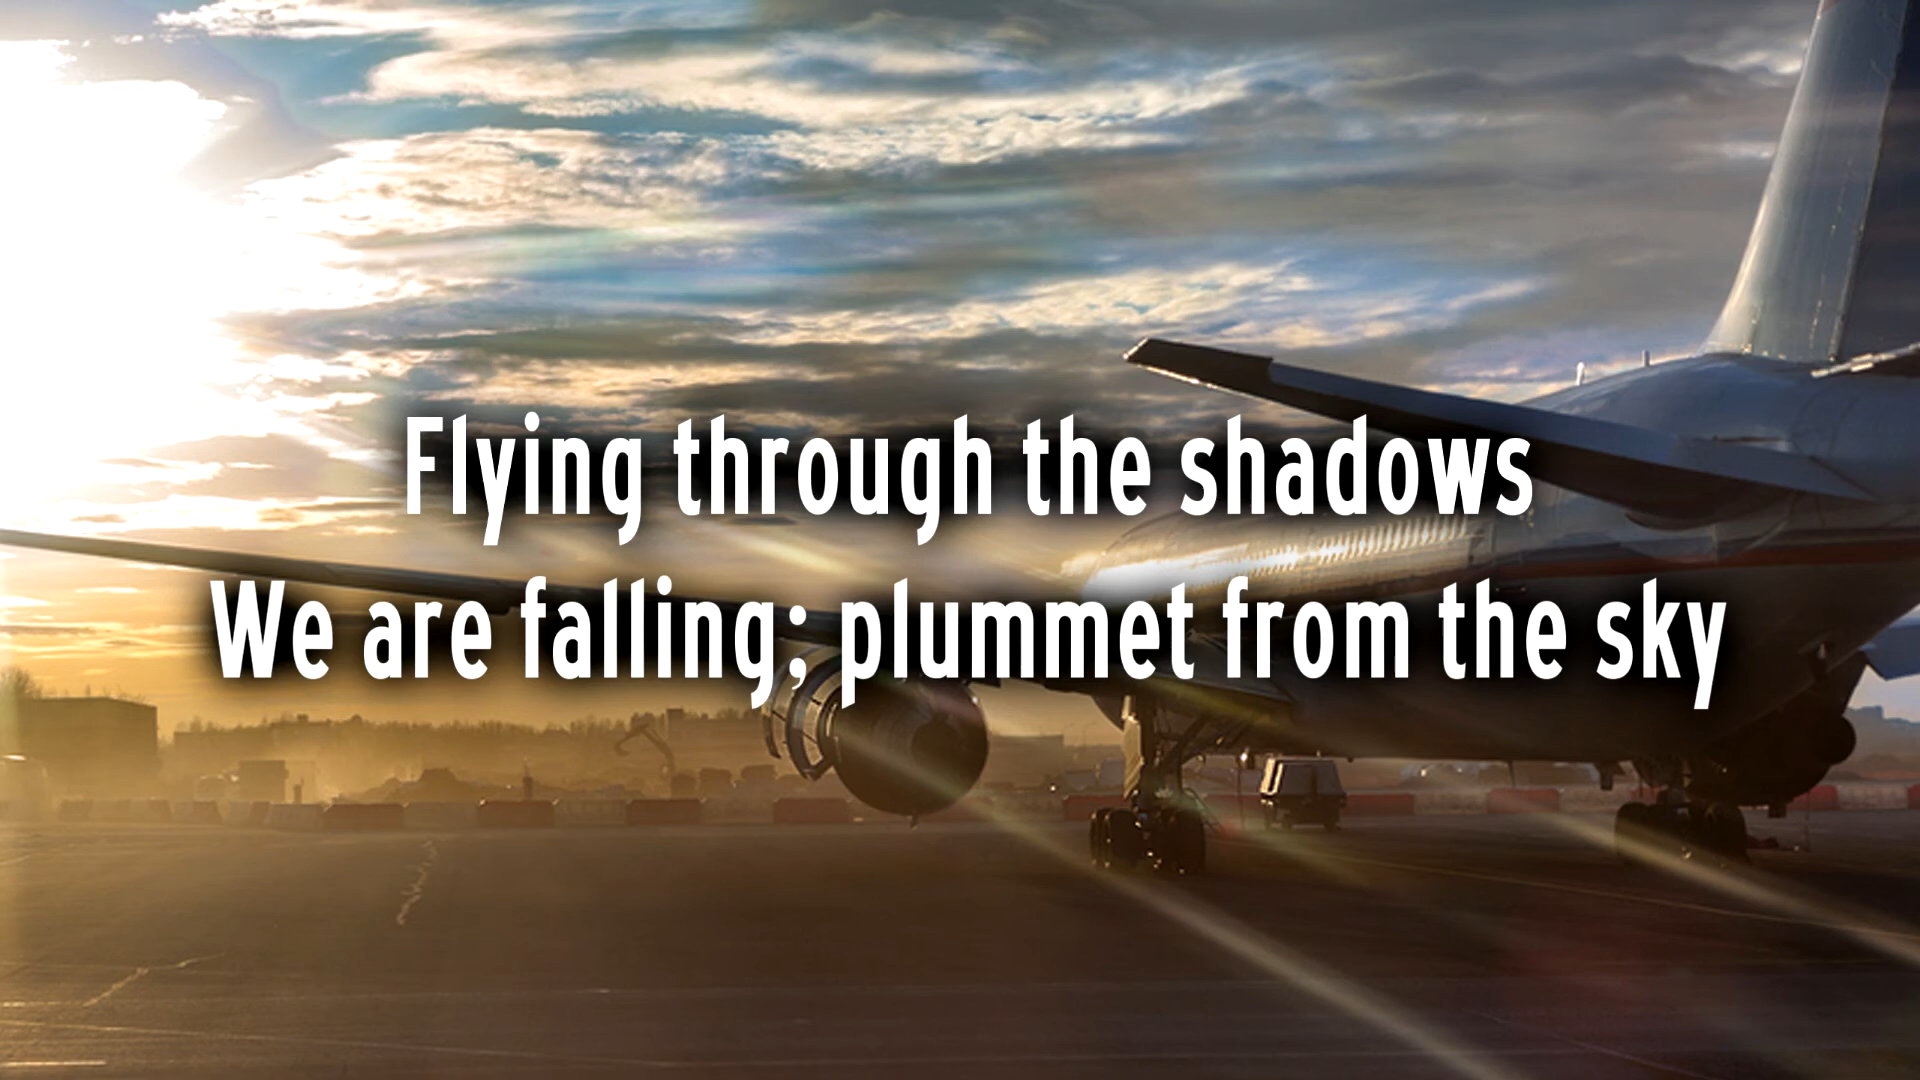 Flying through the shadows
We are falling; plummet from the sky